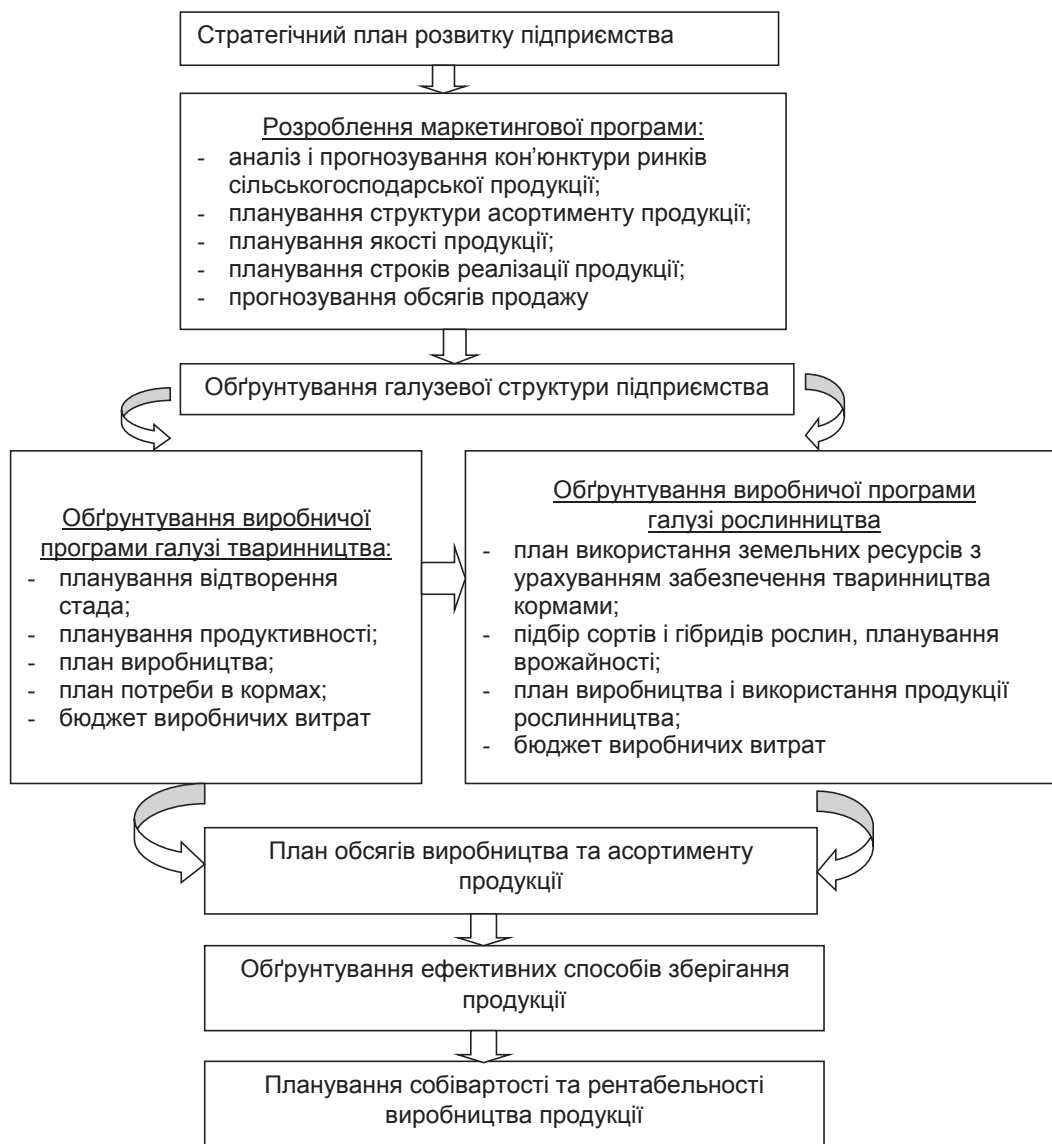 Стратегічний план розвитку підприємства
Розроблення маркетингової програми:
- аналіз і прогнозування кон’юнктури ринків
сільськогосподарської продукції;
- планування структури асортименту продукції;
- планування якості продукції;
- планування строків реалізації продукції;
- прогнозування обсягів продажу
Обґрунтування галузевої структури підприємства
Обґрунтування виробничої
програми галузі тваринництва:
- планування відтворення
стада;
- планування продуктивності;
- план виробництва;
- план потреби в кормах;
- бюджет виробничих витрат
Обґрунтування виробничої програми
галузі рослинництва
- план використання земельних ресурсів з
урахуванням забезпечення тваринництва
кормами;
- підбір сортів і гібридів рослин, планування
врожайності;
- план виробництва і використання продукції
рослинництва;
- бюджет виробничих витрат
План обсягів виробництва та асортименту
продукції
Обґрунтування ефективних способів зберігання
продукції
Планування собівартості та рентабельності
виробництва продукції